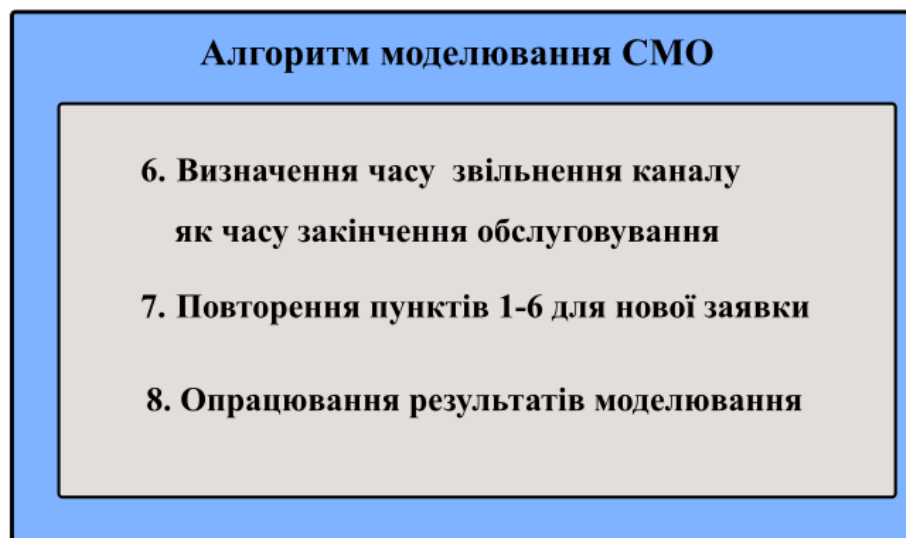 Алгоритм моделювання СМО
6. Визначення часу звільнення каналу
як часу закінчення обслуговування
7. Повторення пунктів 1-6 для нової заявки
8. Опрацювання результатів моделювання